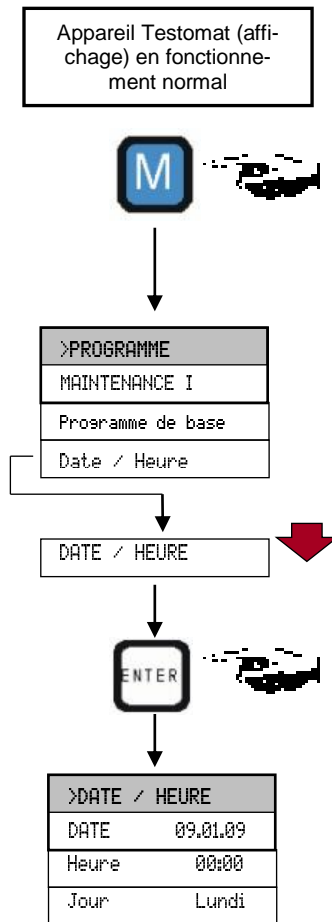 Appareil Testomat (affi-
chage) en fonctionne-
ment normal
M
>PROGRAMME
MAINTENANCE I
Programme de base
Date / Heure
DATE / HEURE
ENTER
>DATE / HEURE
DATE 09.01.09
Heure 00:00
Jour Lundi